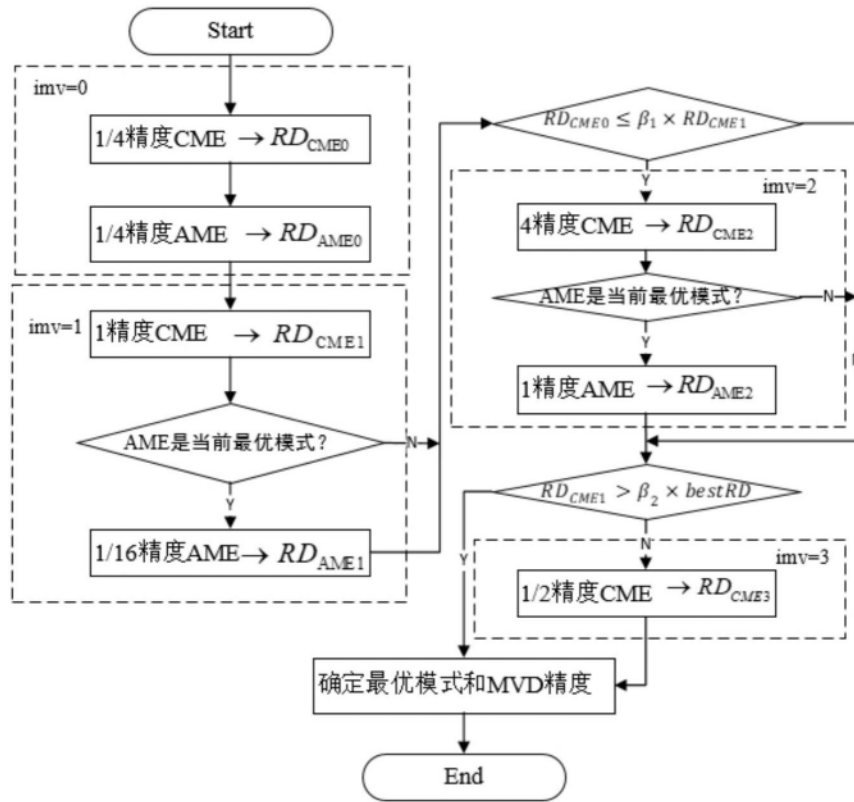 Start
imv=0
1/4精度CME → RD_CME0
1/4精度AME → RD_AME0
imv=1
1精度CME → RD_CME1
AME是当前最优模式?
N
Y
1/16精度AME→RD_AME1
RD_CME0 ≤ β₁ × RD_CME1
Y
imv=2
4精度CME → RD_CME2
AME是当前最优模式?
N
Y
1精度AME → RD_AME2
RD_CME1 > β₂ × bestRD
Y
N
imv=3
1/2精度CME → RD_CME3
确定最优模式和MVD精度
End